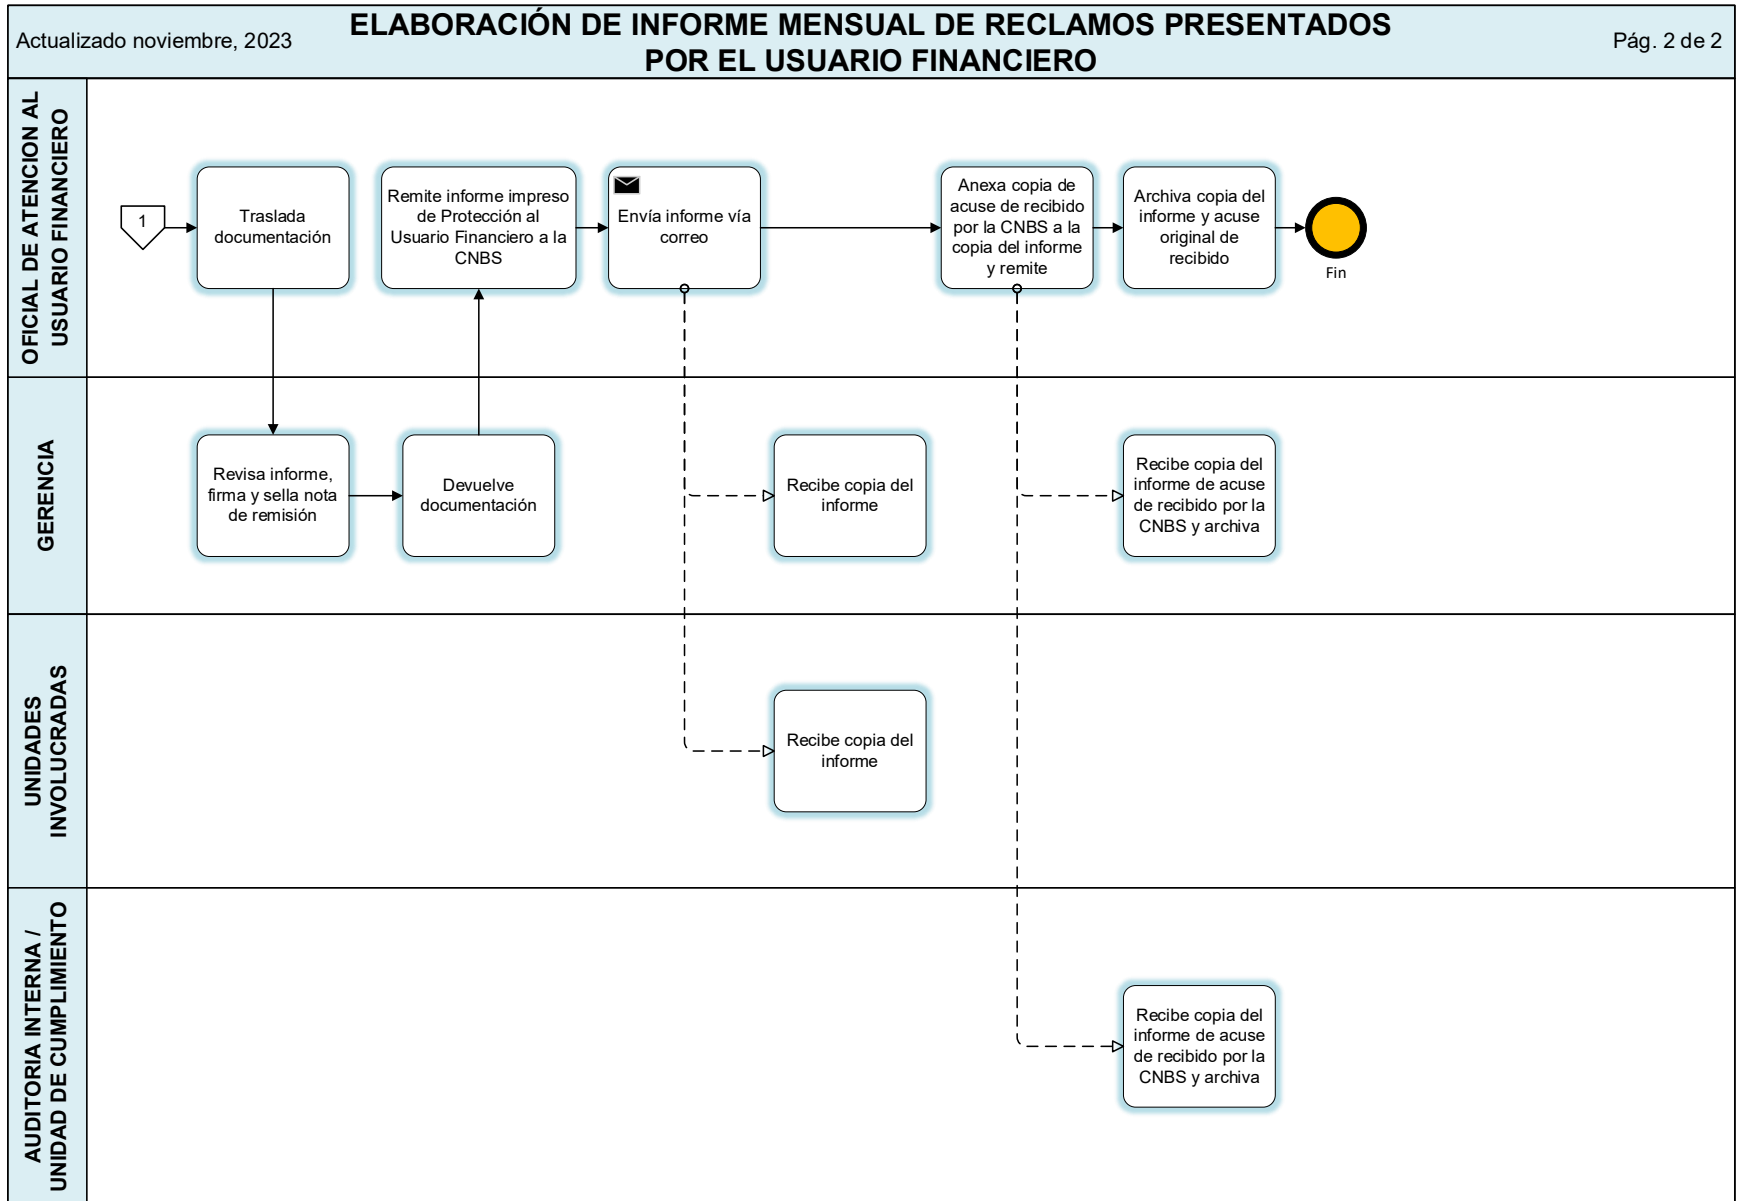 Actualizado noviembre, 2023
ELABORACIÓN DE INFORME MENSUAL DE RECLAMOS PRESENTADOS
POR EL USUARIO FINANCIERO
Pág. 2 de 2
OFICIAL DE ATENCION AL
USUARIO FINANCIERO
1
Traslada
documentación
Remite informe impreso
de Protección al
Usuario Financiero a la
CNBS
Envía informe vía
correo
Anexa copia de
acuse de recibido
por la CNBS a la
copia del informe
y remite
Archiva copia del
informe y acuse
original de
recibido
Fin
GERENCIA
Revisa informe,
firma y sella nota
de remisión
Devuelve
documentación
Recibe copia del
informe
Recibe copia del
informe de acuse
de recibido por la
CNBS y archiva
UNIDADES
INVOLUCRADAS
Recibe copia del
informe
AUDITORIA INTERNA /
UNIDAD DE CUMPLIMIENTO
Recibe copia del
informe de acuse
de recibido por la
CNBS y archiva